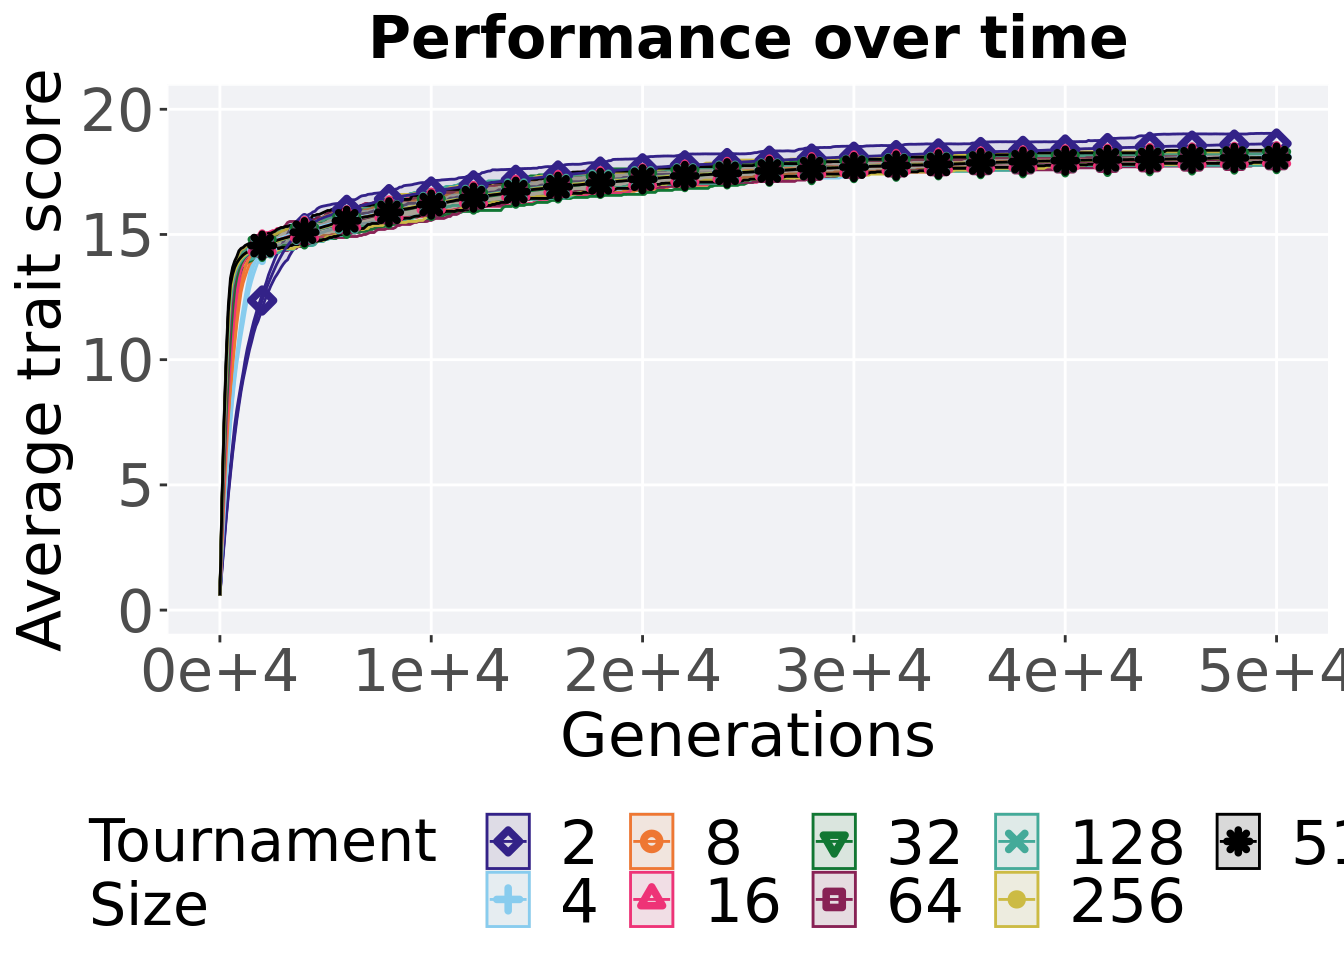 Performance over time
Average trait score
20
15
10
5
0
0e+4 1e+4 2e+4 3e+4 4e+4 5e+4
Generations
Tournament Size
2 8 32 128
4 16 64 256